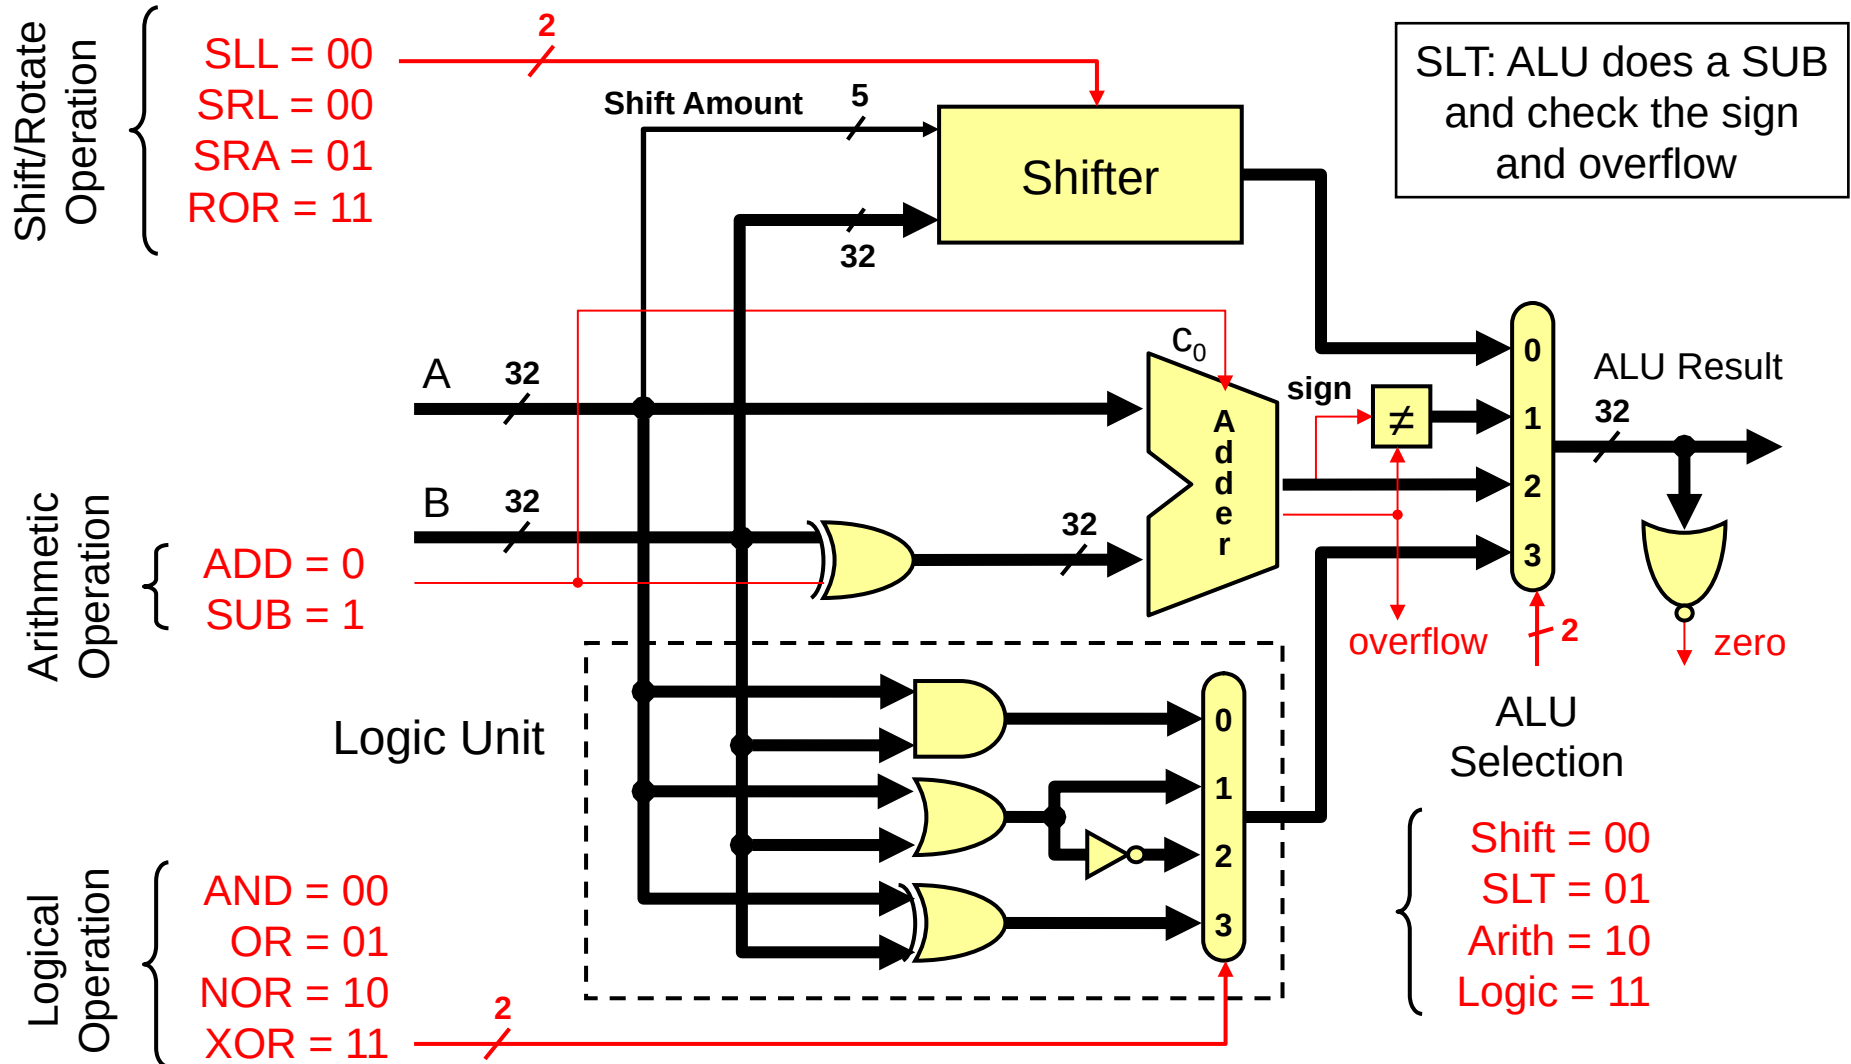 Shift/Rotate
Operation
SLL = 00
SRL = 00
SRA = 01
ROR = 11
2
Shift Amount
5
32
Shifter
SLT: ALU does a SUB
and check the sign
and overflow
A
32
B
32
Arithmetic
Operation
ADD = 0
SUB = 1
c0
A
d
d
e
r
32
sign
≠
overflow
0
1
2
3
2
ALU Result
32
zero
ALU
Selection
Shift = 00
SLT = 01
Arith = 10
Logic = 11
Logic Unit
0
1
2
3
Logical
Operation
AND = 00
OR = 01
NOR = 10
XOR = 11
2